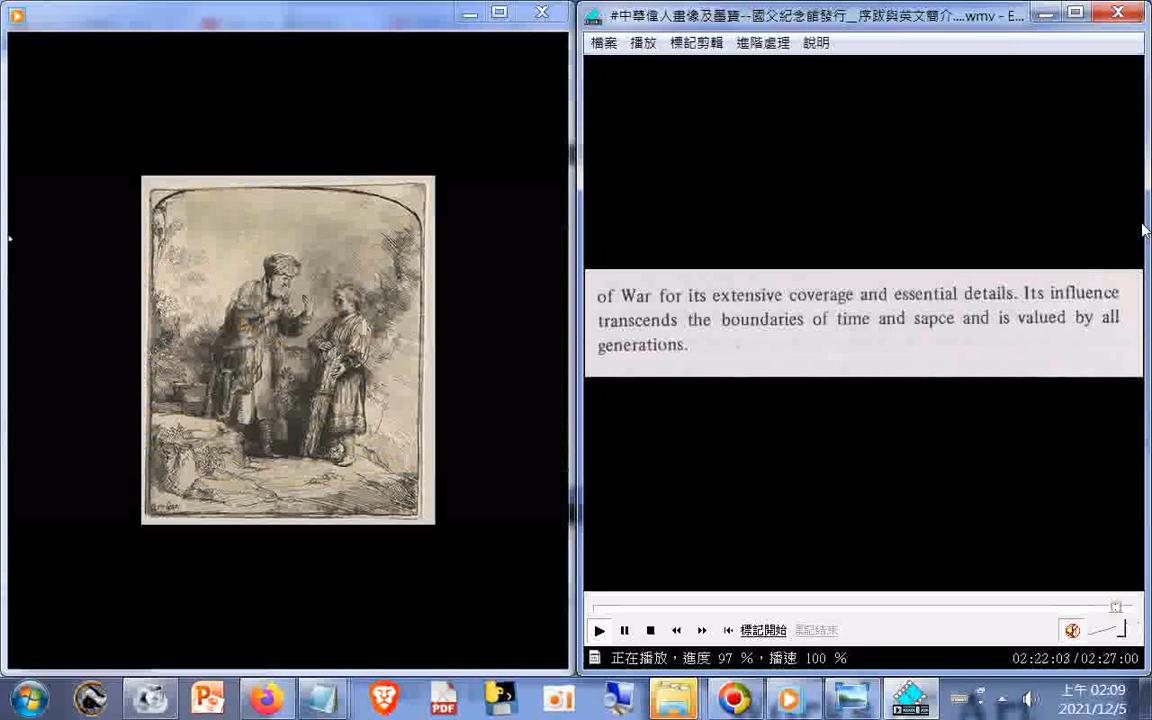 #中華偉人畫像及墨寶--國父紀念館發行__序跋與英文簡介....wmv - E...
檔案 播放 標記剪輯 進階處理 說明
of War for its extensive coverage and essential details. Its influence
transcends the boundaries of time and sapce and is valued by all
generations.
標記開始 標記結束
正在播放，進度 97 %，播速 100 %
02:22:03 / 02:27:00
PDF
上午 02:09
2021/12/5